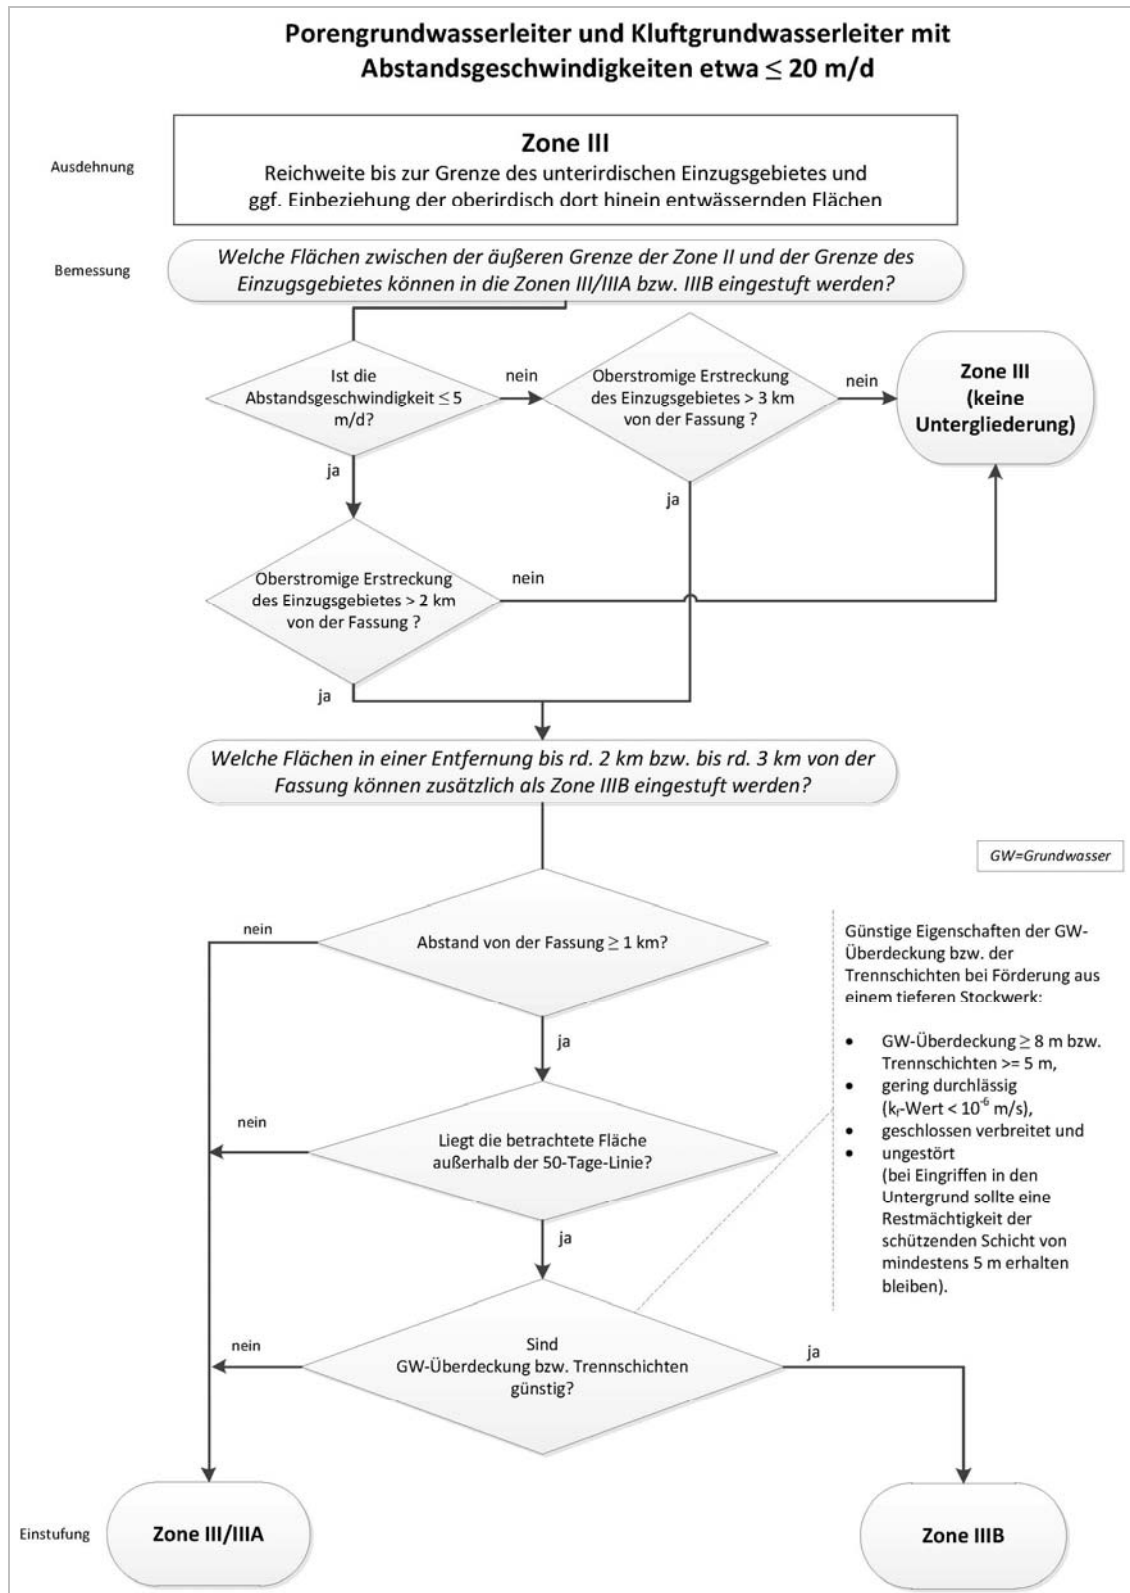 Porengrundwasserleiter und Kluftgrundwasserleiter mit
Abstandsgeschwindigkeiten etwa ≤ 20 m/d
Ausdehnung
Zone III
Reichweite bis zur Grenze des unterirdischen Einzugsgebietes und
ggf. Einbeziehung der oberirdisch dort hinein entwässernden Flächen
Bemessung
Welche Flächen zwischen der äußeren Grenze der Zone II und der Grenze des
Einzugsgebietes können in die Zonen III/IIIA bzw. IIIB eingestuft werden?
Ist die
Abstandsgeschwindigkeit ≤ 5
m/d?
nein
Oberstromige Erstreckung
des Einzugsgebietes > 3 km
von der Fassung ?
nein
Zone III
(keine
Untergliederung)
ja
ja
Oberstromige Erstreckung
des Einzugsgebietes > 2 km
von der Fassung ?
nein
ja
Welche Flächen in einer Entfernung bis rd. 2 km bzw. bis rd. 3 km von der
Fassung können zusätzlich als Zone IIIB eingestuft werden?
GW=Grundwasser
nein
Abstand von der Fassung ≥ 1 km?
ja
nein
Liegt die betrachtete Fläche
außerhalb der 50-Tage-Linie?
ja
Günstige Eigenschaften der GW-
Überdeckung bzw. der
Trennschichten bei Förderung aus
einem tieferen Stockwerk:
• GW-Überdeckung ≥ 8 m bzw.
Trennschichten >= 5 m,
• gering durchlässig
(kf-Wert < 10⁻⁶ m/s),
• geschlossen verbreitet und
• ungestört
(bei Eingriffen in den
Untergrund sollte eine
Restmächtigkeit der
schützenden Schicht von
mindestens 5 m erhalten
bleiben).
nein
Sind
GW-Überdeckung bzw. Trennschichten
günstig?
ja
Einstufung
Zone III/IIIA
Zone IIIB